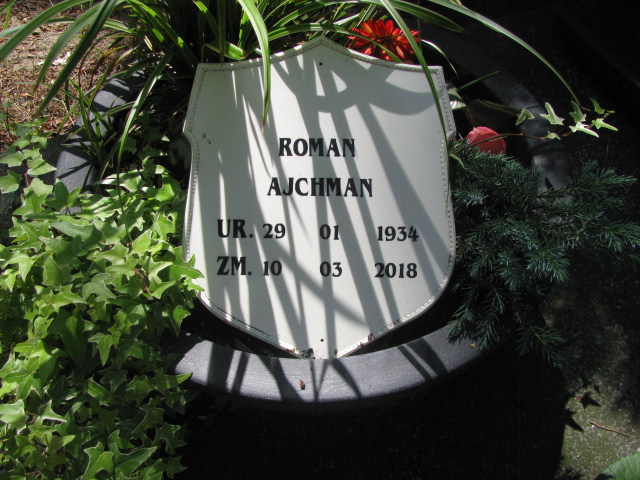 ROMAN
AJCHMAN
UR. 29 01 1934
ZM. 10 03 2018